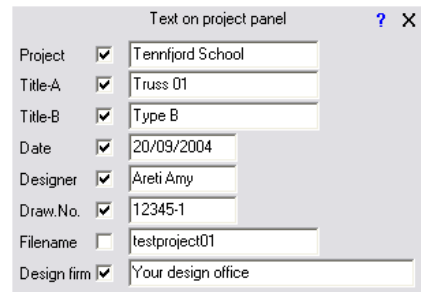 Text on project panel ? X
Project Tennfjord School
Title-A Truss 01
Title-B Type B
Date 20/09/2004
Designer Areti Amy
Draw.No. 12345-1
Filename testproject01
Design firm Your design office